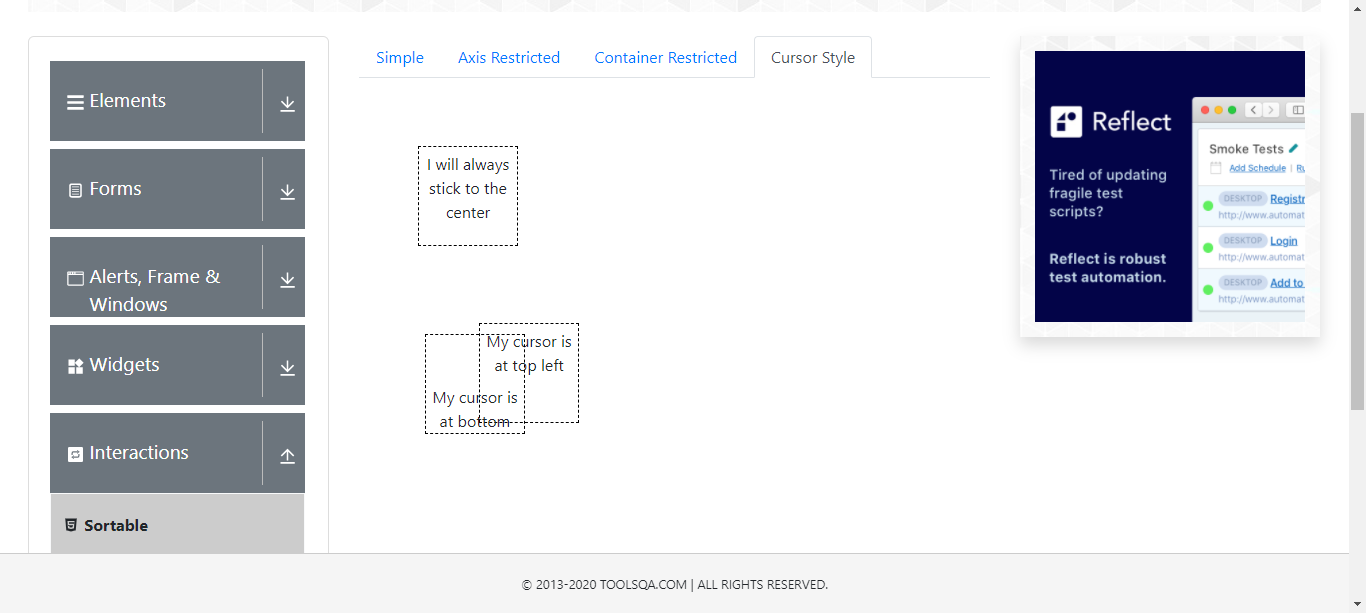 Elements
Forms
Alerts, Frame &
Windows
Widgets
Interactions
Sortable
Simple
Axis Restricted
Container Restricted
Cursor Style
I will always
stick to the
center
My cursor is
at top left
My cursor is
at bottom
Reflect
Tired of updating
fragile test
scripts?
Reflect is robust
test automation.
Smoke Tests
Add Schedule |
DESKTOP Registr
http://www.automat
DESKTOP Login
http://www.automat
DESKTOP Add to
http://www.automat
© 2013-2020 TOOLSQA.COM | ALL RIGHTS RESERVED.